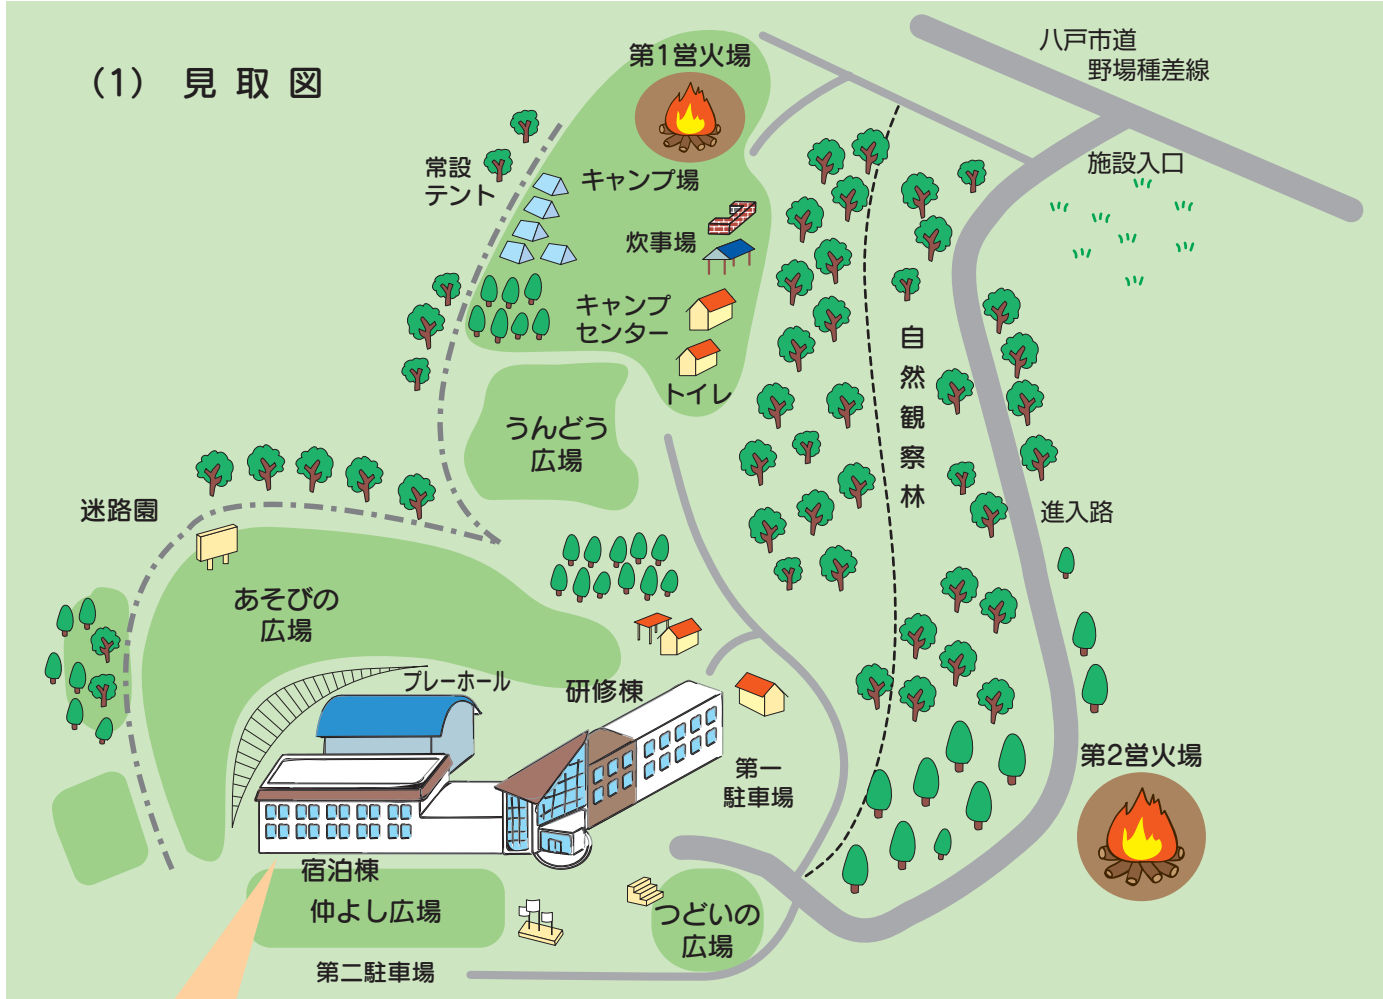 (1) 見取図
八戸市道
野場種差線
第1営火場
施設入口
常設
テント
キャンプ場
炊事場
キャンプ
センター
トイレ
自然観察林
うんどう
広場
進入路
迷路園
あそびの
広場
プレーホール
研修棟
第一
駐車場
第2営火場
宿泊棟
仲よし広場
つどいの
広場
第二駐車場